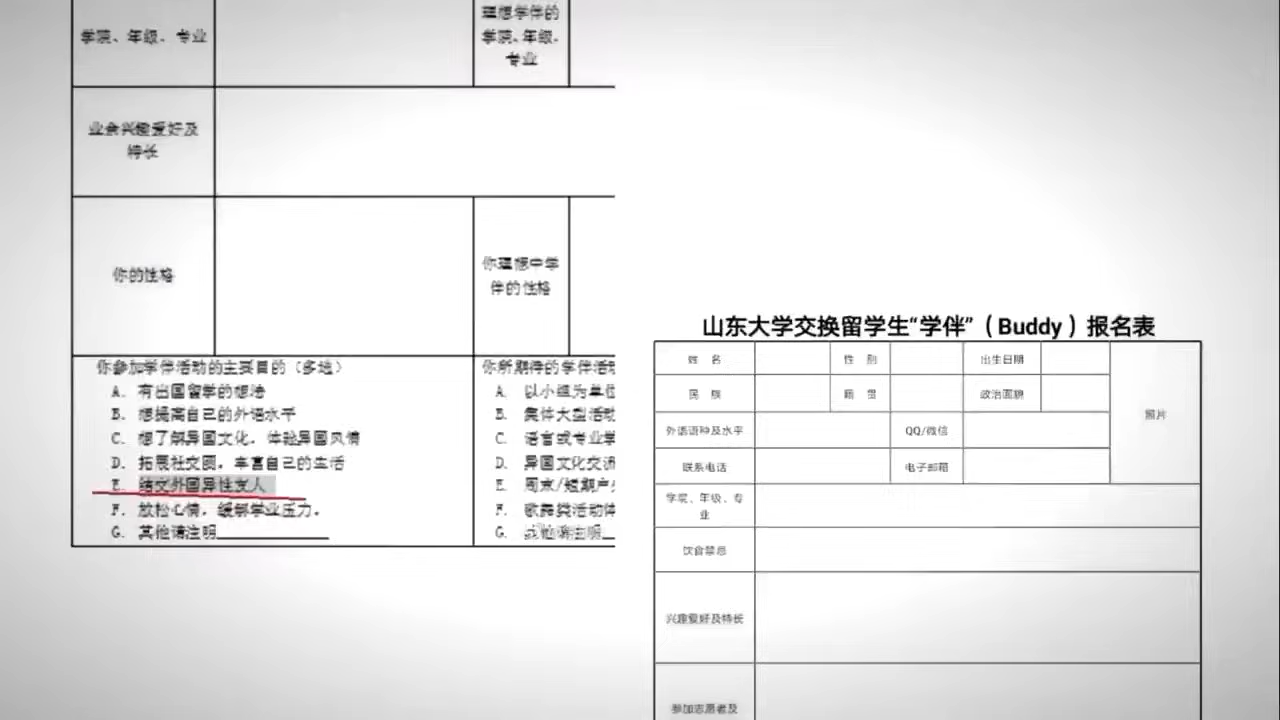 学院、年级、专业
理想学伴的
学院、年级、
专业
业余兴趣爱好及
特长
你的性格
你理想中学
伴的性格
你参加学伴活动的主要目的（多选）
A. 有出国留学的想法
B. 想提高自己的外语水平
C. 想了解异国文化，体验异国风情
D. 拓展社交圈，丰富自己的生活
E. 结交外国异性友人
F. 放松心情，缓解学业压力。
G. 其他请注明
你所期待的学伴活
A. 以小组为单位
B. 集体大型活动
C. 语言或专业学
D. 异国文化交流
E. 周末/短期户
F. 歌舞类活动
G. 其他请注明
山东大学交换留学生“学伴”（Buddy）报名表
姓 名
性 别
出生日期
照片
民 族
籍 贯
政治面貌
外语语种及水平
QQ/微信
联系电话
电子邮箱
学院、年级、专
业
饮食禁忌
兴趣爱好及特长
参加志愿者及